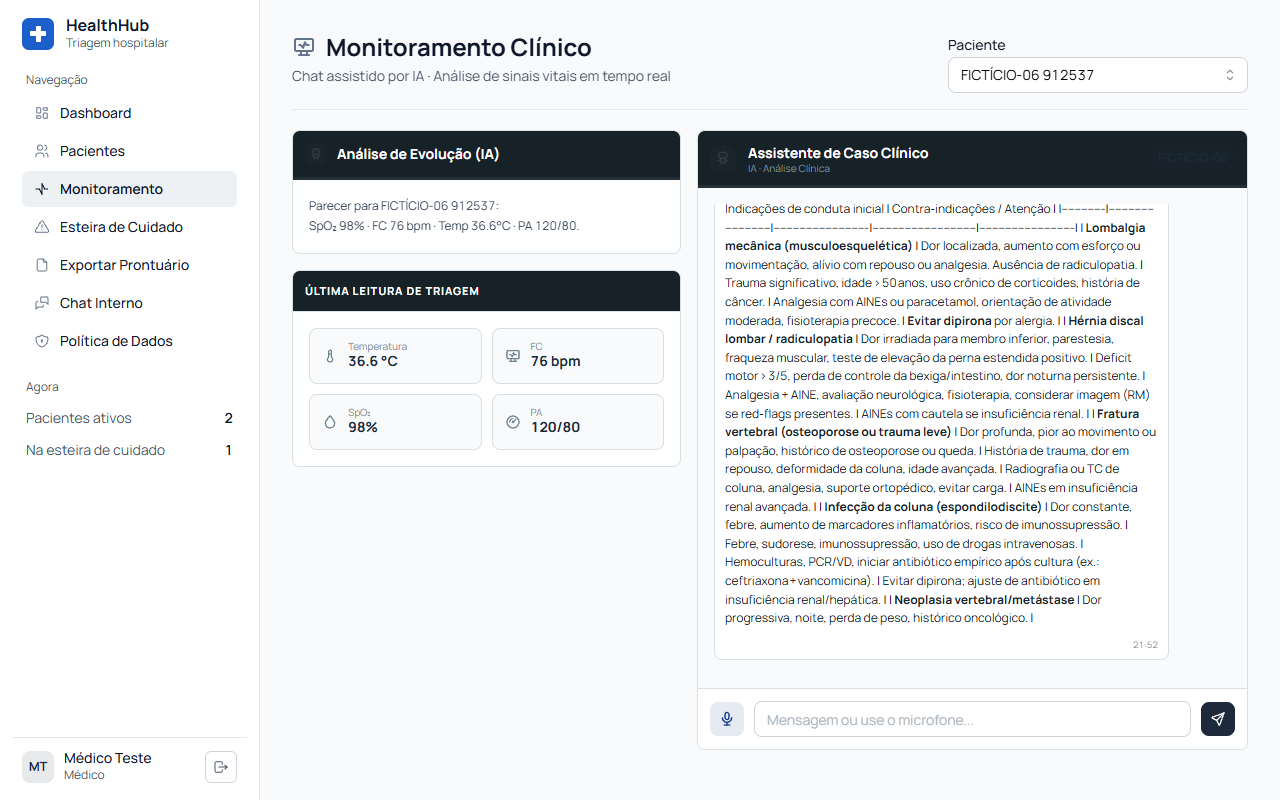 HealthHub
Triagem hospitalar
Navegação
Dashboard
Pacientes
Monitoramento
Esteira de Cuidado
Exportar Prontuário
Chat Interno
Política de Dados
Agora
Pacientes ativos 2
Na esteira de cuidado 1
MT
Médico Teste
Médico
Monitoramento Clínico
Chat assistido por IA · Análise de sinais vitais em tempo real
Paciente
FICTÍCIO-06 912537
Análise de Evolução (IA)
Parecer para FICTÍCIO-06 912537:
SpO₂ 98% · FC 76 bpm · Temp 36.6°C · PA 120/80.
ÚLTIMA LEITURA DE TRIAGEM
Temperatura
36.6 °C
FC
76 bpm
SpO₂
98%
PA
120/80
Assistente de Caso Clínico
IA · Análise Clínica
FICTÍCIO-06
Indicações de conduta inicial | Contra-indicações / Atenção | |-----------|-----------
------------|----------------------|------------------------|----------------------| | Lombalgia
mecânica (musculoesquelética) | Dor localizada, aumento com esforço ou
movimentação, alívio com repouso ou analgesia. Ausência de radiculopatia. |
Trauma significativo, idade > 50 anos, uso crônico de corticoides, história de
câncer. | Analgesia com AINEs ou paracetamol, orientação de atividade
moderada, fisioterapia precoce. | Evitar dipirona por alergia. | | Hérnia discal
lombar / radiculopatia | Dor irradiada para membro inferior, parestesia,
fraqueza muscular, teste de elevação da perna estendida positivo. | Deficit
motor > 3/5, perda de controle da bexiga/intestino, dor noturna persistente. |
Analgesia + AINE, avaliação neurológica, fisioterapia, considerar imagem (RM)
se red-flags presentes. | AINEs com cautela se insuficiência renal. | | Fratura
vertebral (osteoporose ou trauma leve) | Dor profunda, pior ao movimento ou
palpação, histórico de osteoporose ou queda. | História de trauma, dor em
repouso, deformidade da coluna, idade avançada. | Radiografia ou TC de
coluna, analgesia, suporte ortopédico, evitar carga. | AINEs em insuficiência
renal avançada. | | Infecção da coluna (espondilodiscite) | Dor constante,
febre, aumento de marcadores inflamatórios, risco de imunossupressão. |
Febre, sudorese, imunossupressão, uso de drogas intravenosas. |
Hemoculturas, PCR/VD, iniciar antibiótico empírico após cultura (ex.:
ceftriaxona + vancomicina). | Evitar dipirona; ajuste de antibiótico em
insuficiência renal/hepática. | | Neoplasia vertebral/metástase | Dor
progressiva, noite, perda de peso, histórico oncológico. |
21:52
Mensagem ou use o microfone...